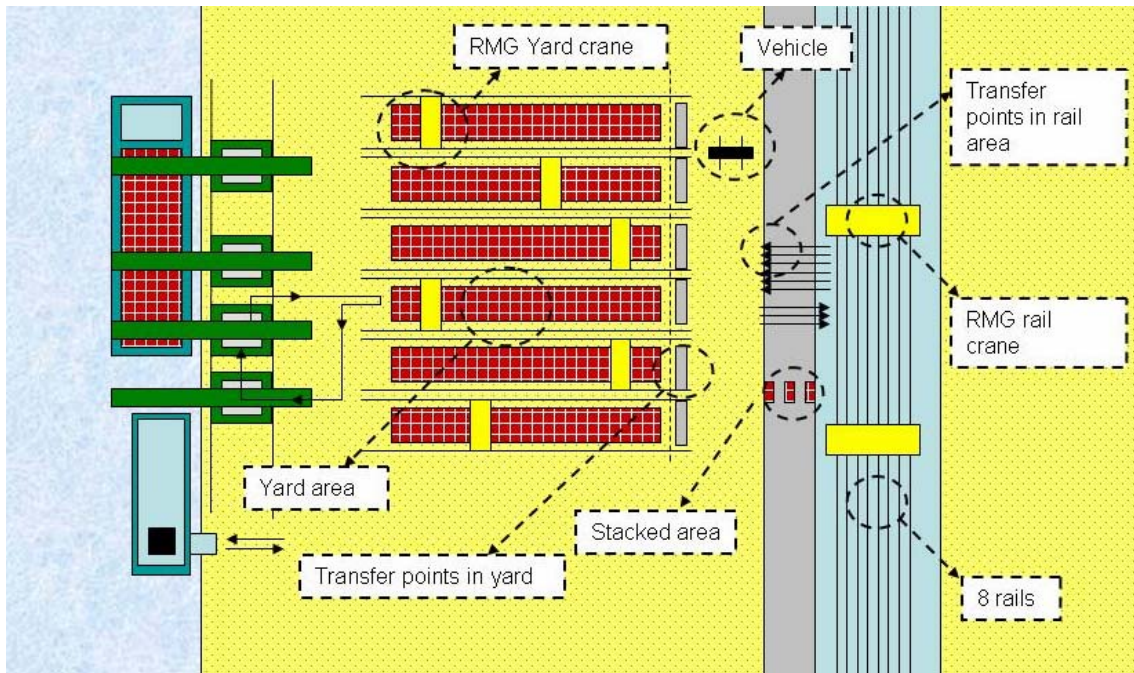 RMG Yard crane
Vehicle
Transfer
points in rail
area
RMG rail
crane
Yard area
Stacked area
Transfer points in yard
8 rails